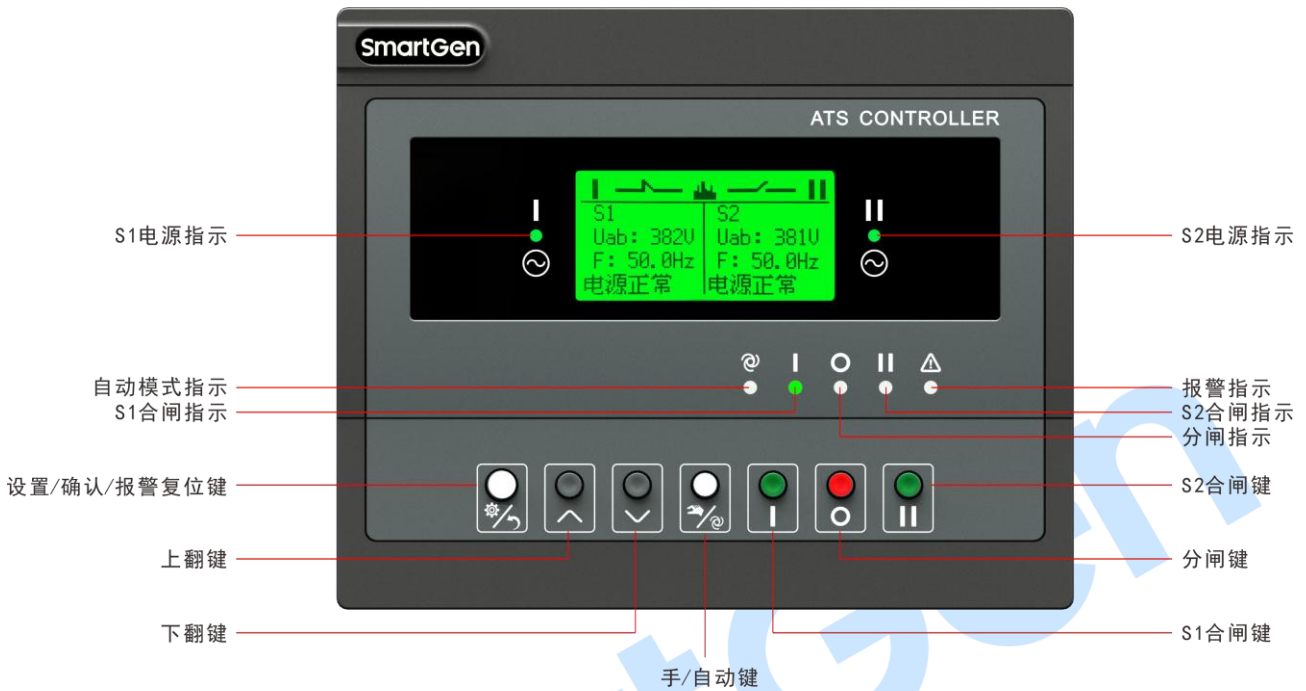 SmartGen
ATS CONTROLLER
S1 S2
Uab: 382V Uab: 381V
F: 50.0Hz F: 50.0Hz
电源正常 电源正常
S1电源指示
S2电源指示
自动模式指示
S1合闸指示
报警指示
S2合闸指示
分闸指示
设置/确认/报警复位键
S2合闸键
上翻键
分闸键
下翻键
S1合闸键
手/自动键